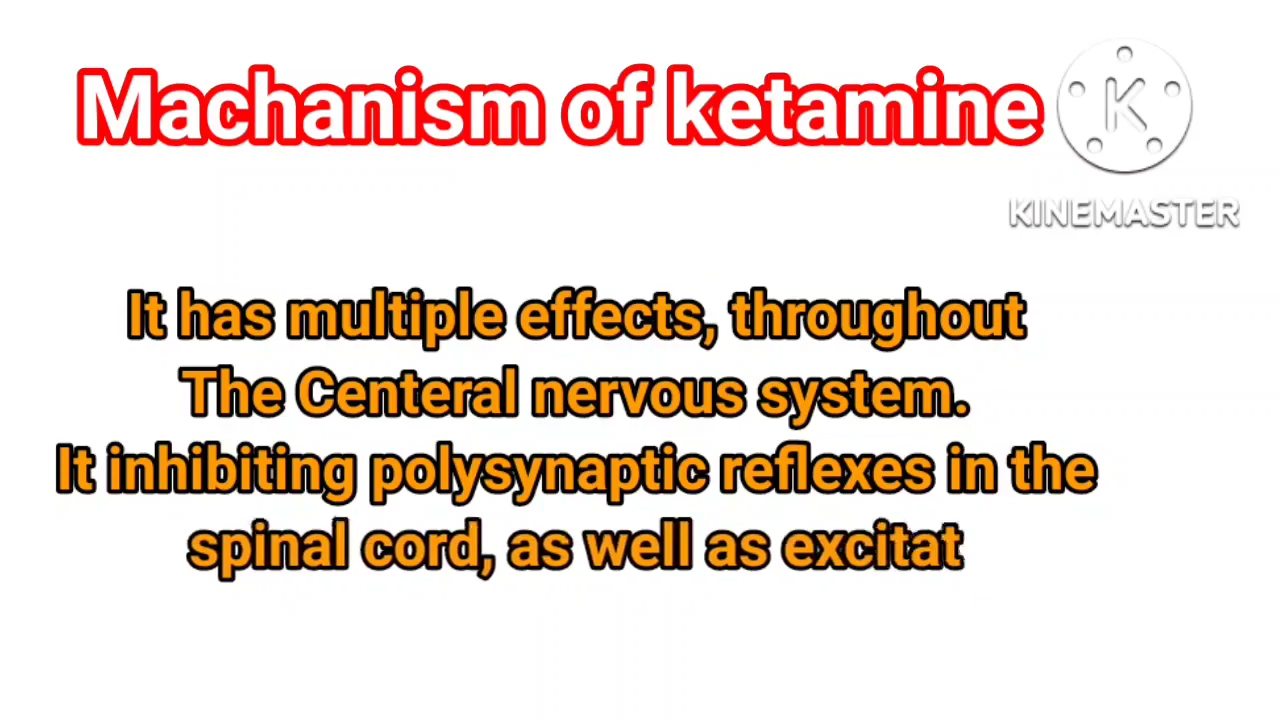 Machanism of ketamine
K
KINEMASTER
It has multiple effects, throughout
The Centeral nervous system.
It inhibiting polysynaptic reflexes in the
spinal cord, as well as excitat